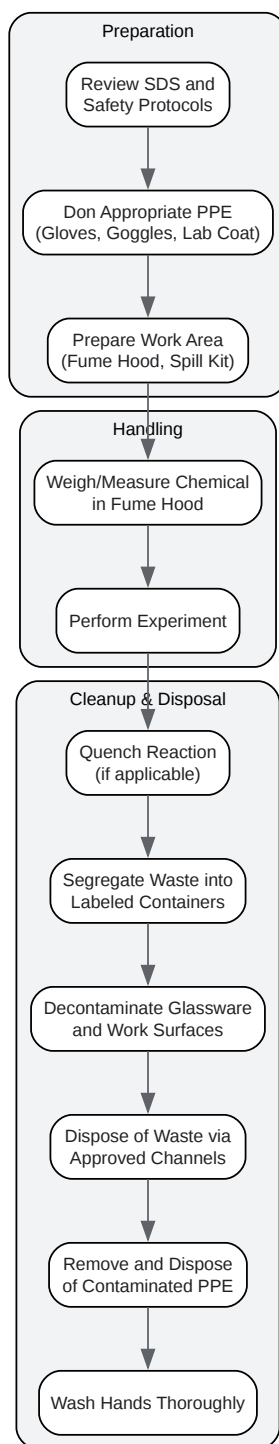 Preparation
Review SDS and
Safety Protocols
Don Appropriate PPE
(Gloves, Goggles, Lab Coat)
Prepare Work Area
(Fume Hood, Spill Kit)
Handling
Weigh/Measure Chemical
in Fume Hood
Perform Experiment
Cleanup & Disposal
Quench Reaction
(if applicable)
Segregate Waste into
Labeled Containers
Decontaminate Glassware
and Work Surfaces
Dispose of Waste via
Approved Channels
Remove and Dispose
of Contaminated PPE
Wash Hands Thoroughly